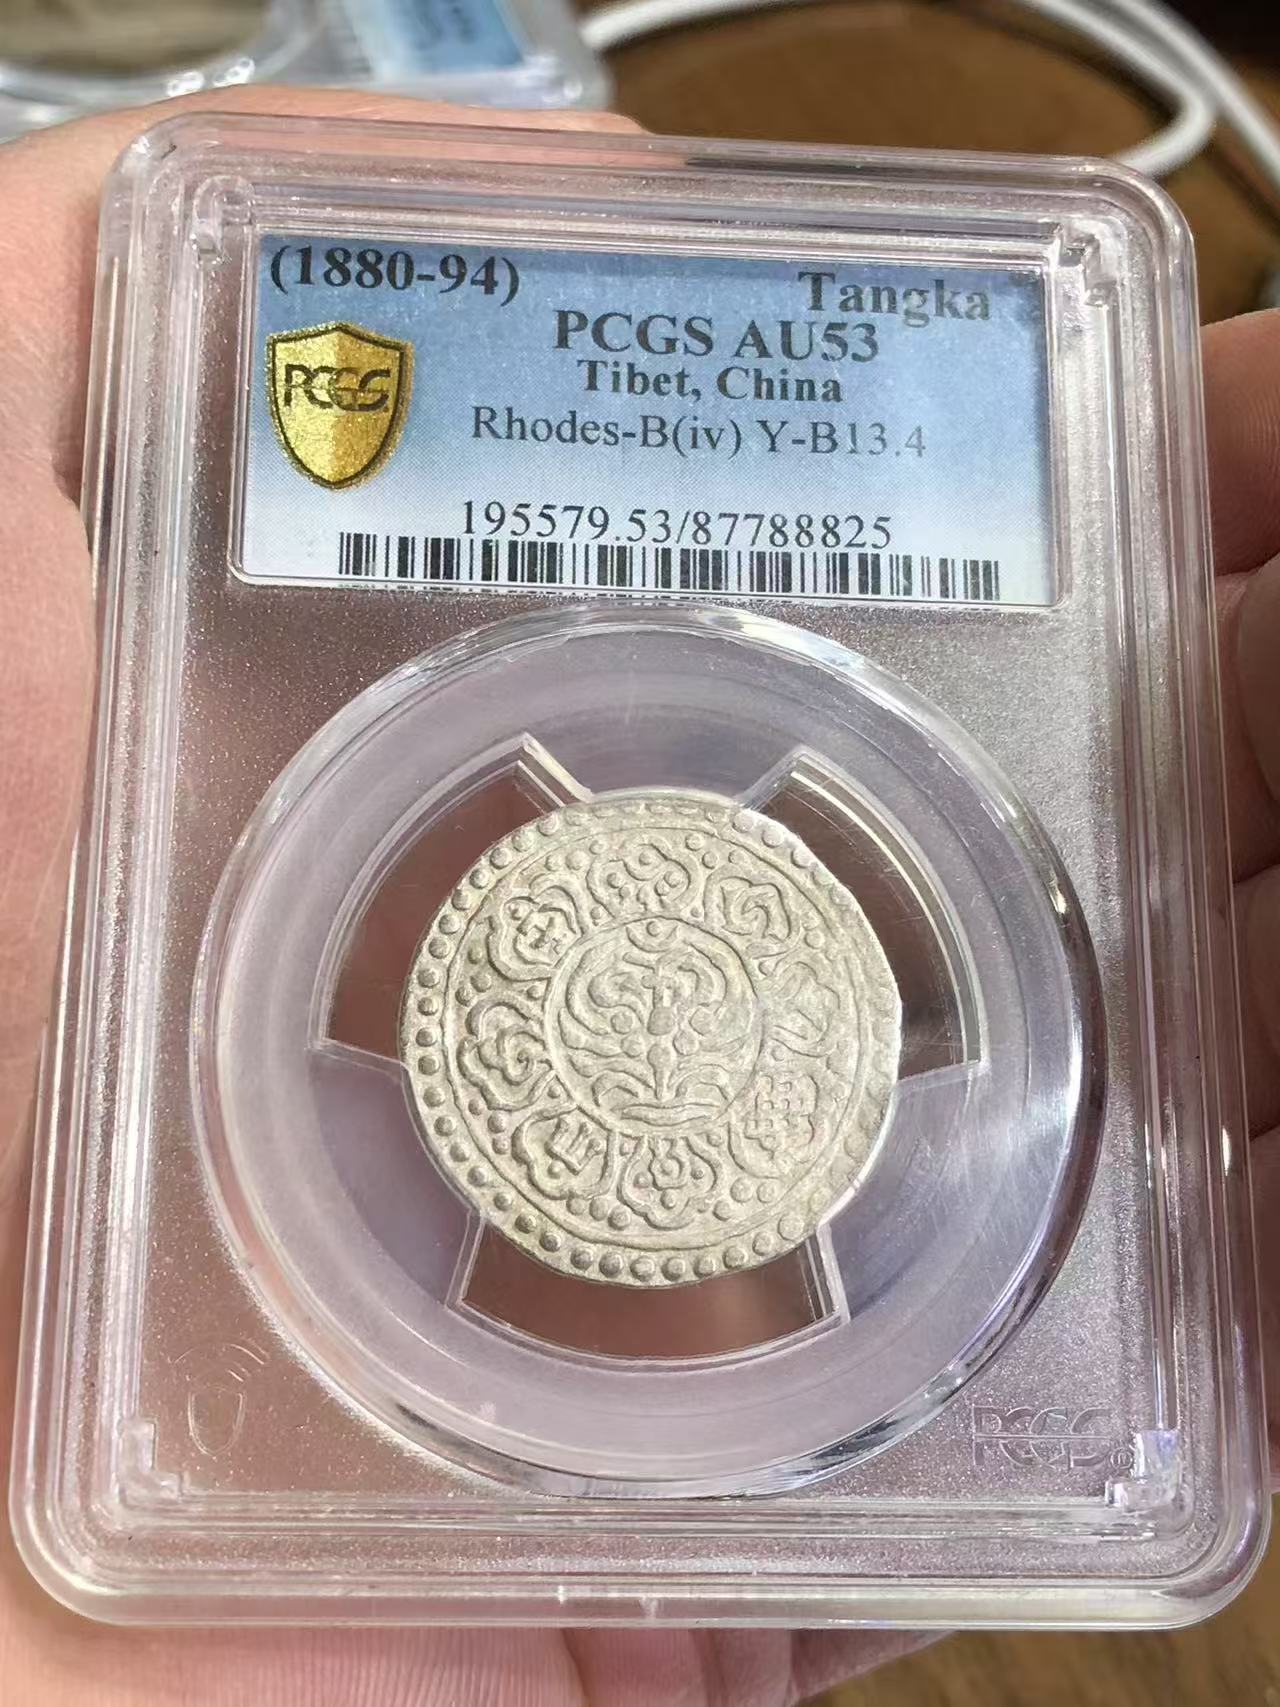 (1880-94) Tangka
PCGS AU53
PCGS
Tibet, China
Rhodes-B(iv) Y-B13.4
195579.53/87788825
PCGS